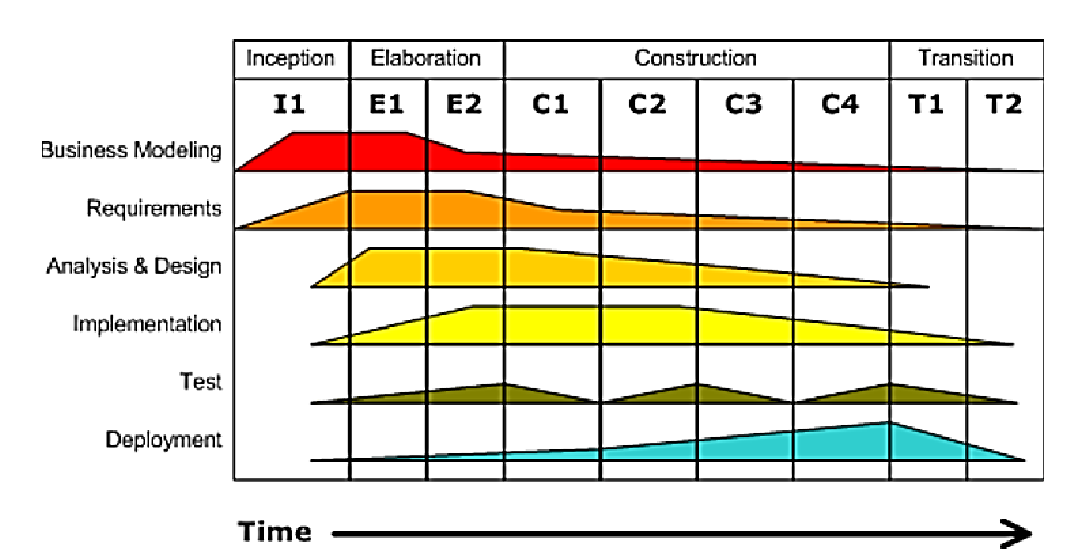 Inception Elaboration Construction Transition
I1 E1 E2 C1 C2 C3 C4 T1 T2
Business Modeling
Requirements
Analysis & Design
Implementation
Test
Deployment
Time